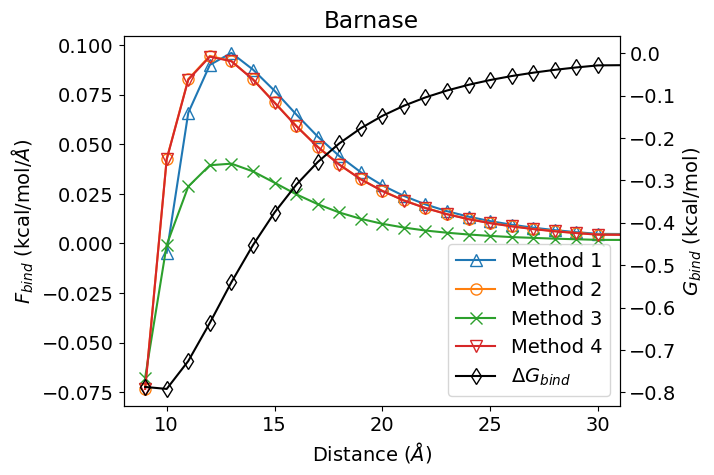 Barnase
0.100
0.075
0.050
0.025
0.000
−0.025
−0.050
−0.075
F_bind (kcal/mol/Å)
0.0
−0.1
−0.2
−0.3
−0.4
−0.5
−0.6
−0.7
−0.8
G_bind (kcal/mol)
Method 1
Method 2
Method 3
Method 4
ΔG_bind
10
15
20
25
30
Distance (Å)